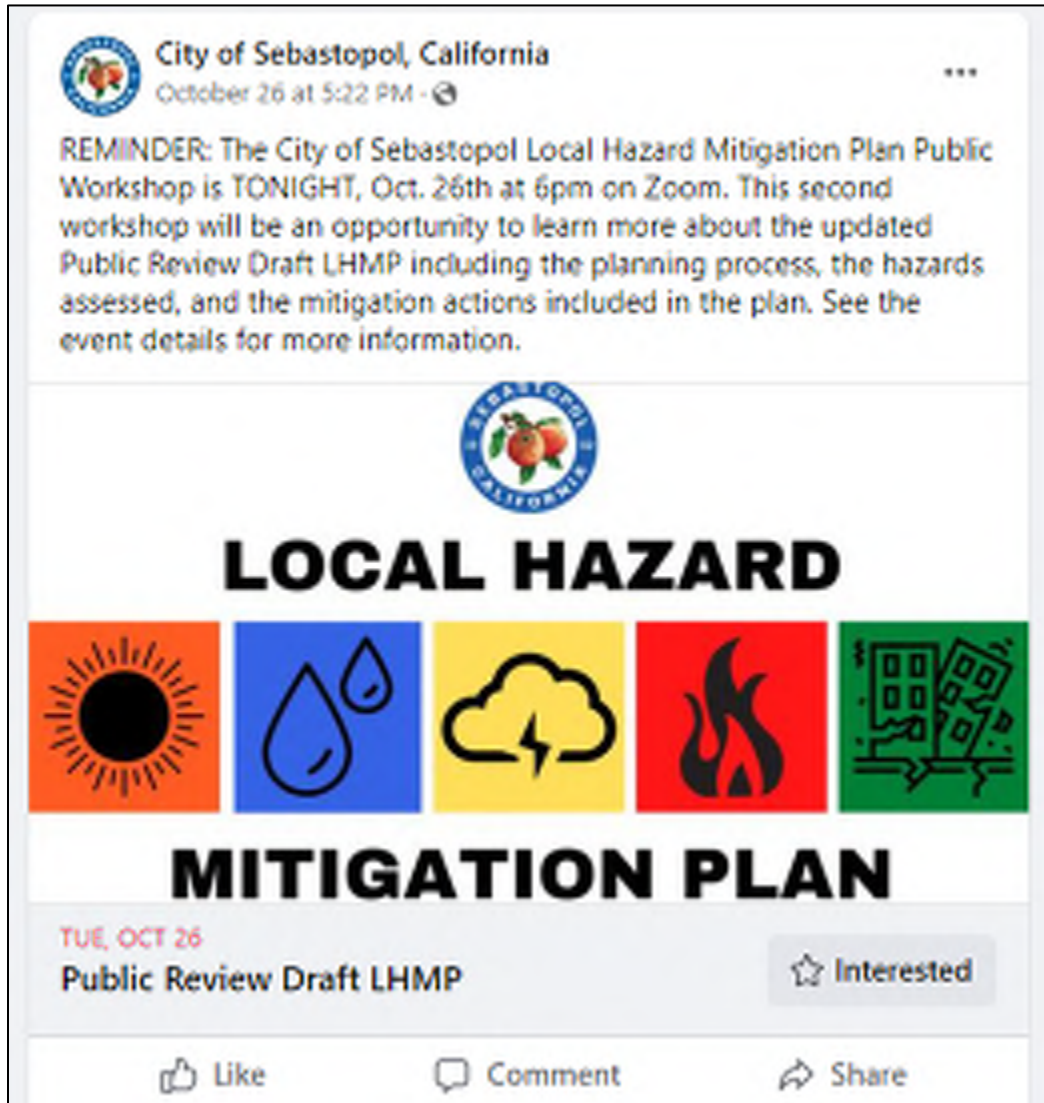 City of Sebastopol, California
October 26 at 5:22 PM ·
REMINDER: The City of Sebastopol Local Hazard Mitigation Plan Public
Workshop is TONIGHT, Oct. 26th at 6pm on Zoom. This second
workshop will be an opportunity to learn more about the updated
Public Review Draft LHMP including the planning process, the hazards
assessed, and the mitigation actions included in the plan. See the
event details for more information.
SEBASTOPOL
CALIFORNIA
LOCAL HAZARD
MITIGATION PLAN
TUE, OCT 26
Public Review Draft LHMP
Interested
Like
Comment
Share